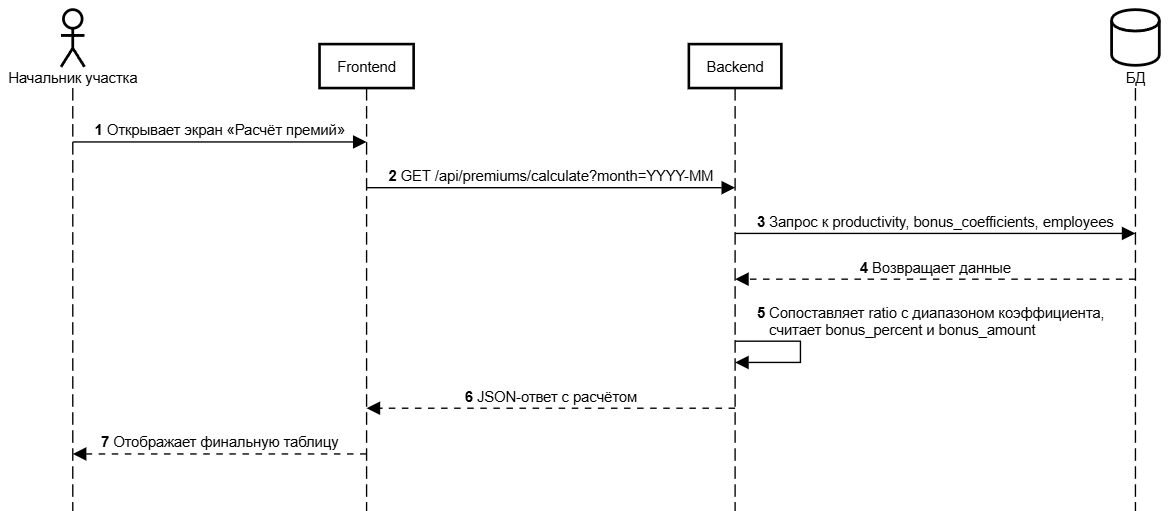 Начальник участка
Frontend
Backend
БД
1 Открывает экран «Расчёт премий»
2 GET /api/premiums/calculate?month=YYYY-MM
3 Запрос к productivity, bonus_coefficients, employees
4 Возвращает данные
5 Сопоставляет ratio с диапазоном коэффициента,
считает bonus_percent и bonus_amount
6 JSON-ответ с расчётом
7 Отображает финальную таблицу